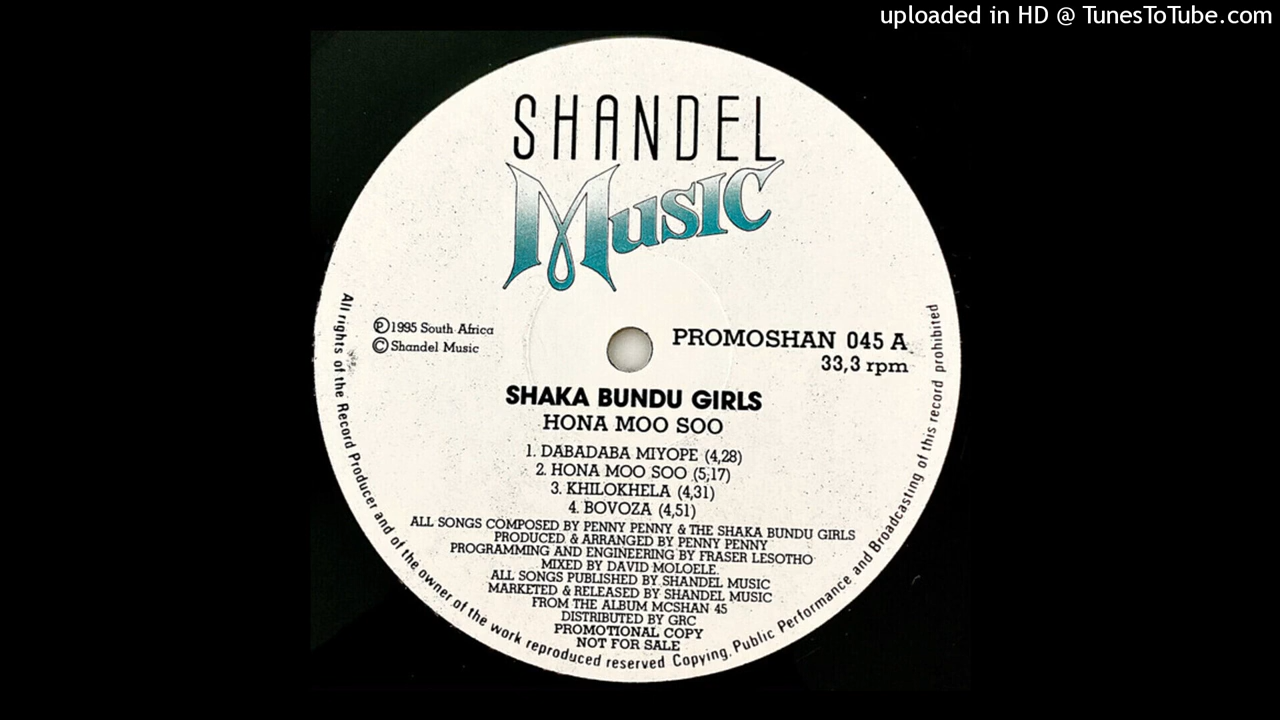 uploaded in HD @ TunesToTube.com
SHANDEL
Music
Ⓟ1995 South Africa
©Shandel Music
PROMOSHAN 045 A
33,3 rpm
SHAKA BUNDU GIRLS
HONA MOO SOO
1. DABADABA MIYOPE (4,28)
2. HONA MOO SOO (5,17)
3. KHILOKHELA (4,31)
4. BOVOZA (4,51)
ALL SONGS COMPOSED BY PENNY PENNY & THE SHAKA BUNDU GIRLS
PRODUCED & ARRANGED BY PENNY PENNY
PROGRAMMING AND ENGINEERING BY FRASER LESOTHO
MIXED BY DAVID MOLOELE.
ALL SONGS PUBLISHED BY SHANDEL MUSIC
MARKETED & RELEASED BY SHANDEL MUSIC
FROM THE ALBUM MCSHAN 45
DISTRIBUTED BY GRC
PROMOTIONAL COPY
NOT FOR SALE
All rights of the Record Producer and of the owner of the work reproduced reserved Copying, Public Performance and Broadcasting of this record prohibited